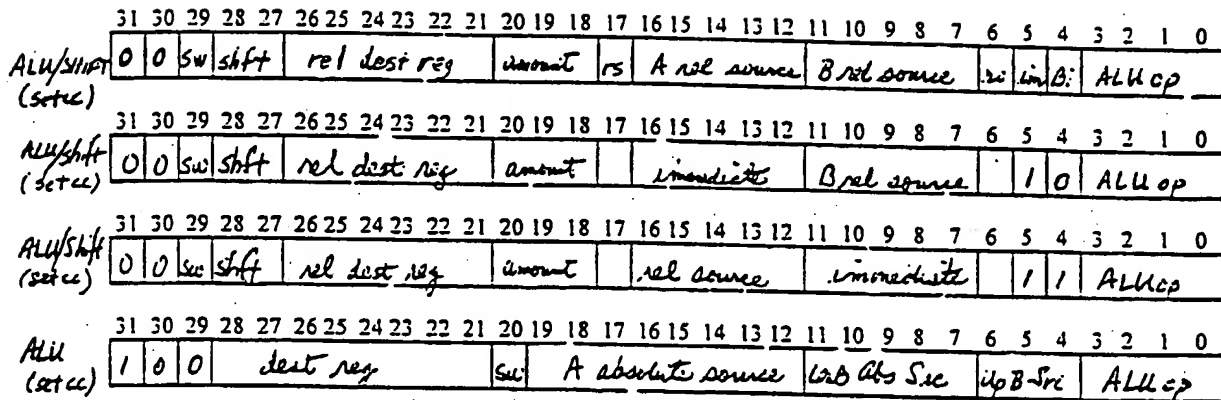 31 30 29 28 27 26 25 24 23 22 21 20 19 18 17 16 15 14 13 12 11 10 9 8 7 6 5 4 3 2 1 0
ALU/SHIFT (setcc) 0 0 sw shft rel dest reg amount rs A rel source B rel source im Bi ALU op
31 30 29 28 27 26 25 24 23 22 21 20 19 18 17 16 15 14 13 12 11 10 9 8 7 6 5 4 3 2 1 0
ALU/shft (setcc) 0 0 sw shft rel dest reg amount immediate B rel source 1 0 ALU op
31 30 29 28 27 26 25 24 23 22 21 20 19 18 17 16 15 14 13 12 11 10 9 8 7 6 5 4 3 2 1 0
ALU/Shift (setcc) 0 0 sw shft rel dest reg amount rel source immediate 1 1 ALU op
31 30 29 28 27 26 25 24 23 22 21 20 19 18 17 16 15 14 13 12 11 10 9 8 7 6 5 4 3 2 1 0
ALU (setcc) 1 0 0 dest reg sw A absolute source Abs Src ALU op